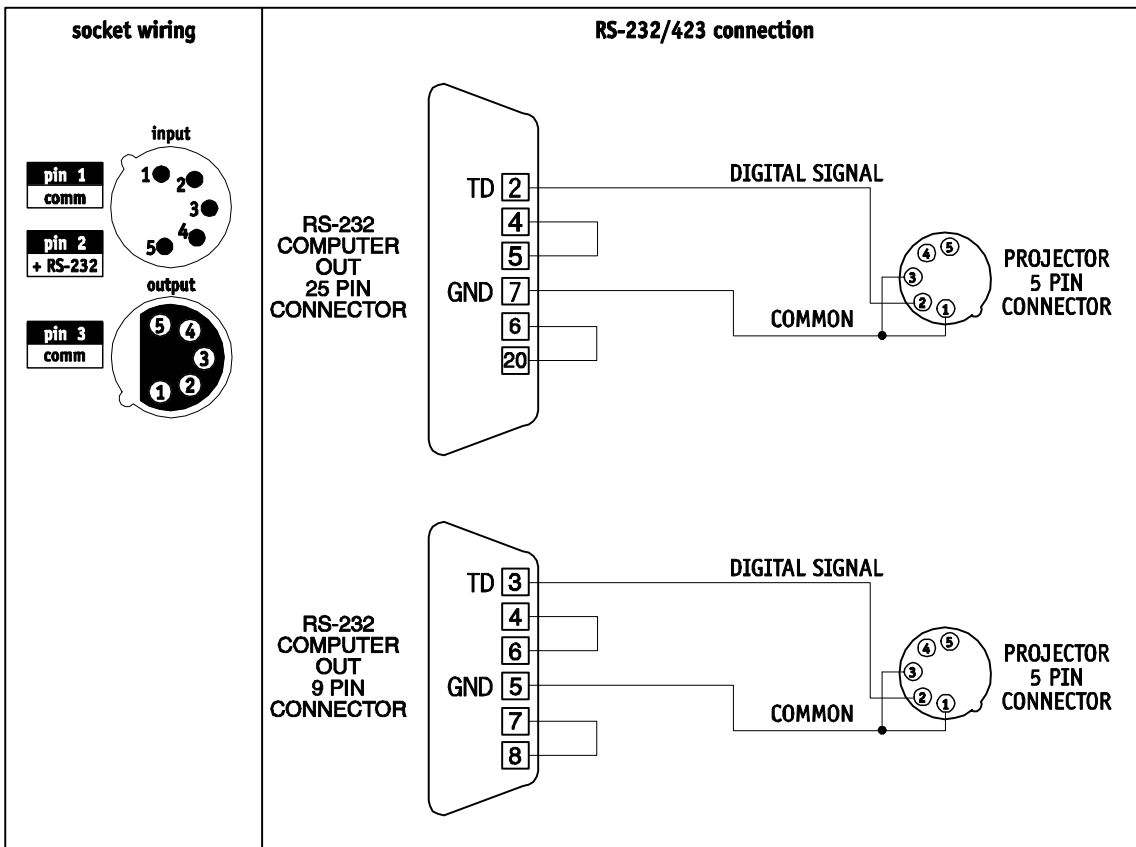 socket wiring
input
pin 1
comm
1
2
3
4
5
pin 2
+ RS-232
output
pin 3
comm
5
4
3
2
1
RS-232/423 connection
RS-232
COMPUTER
OUT
25 PIN
CONNECTOR
TD 2
4
5
GND 7
6
20
DIGITAL SIGNAL
COMMON
5
4
3
2
1
PROJECTOR
5 PIN
CONNECTOR
RS-232
COMPUTER
OUT
9 PIN
CONNECTOR
TD 3
4
6
GND 5
7
8
DIGITAL SIGNAL
COMMON
5
4
3
2
1
PROJECTOR
5 PIN
CONNECTOR